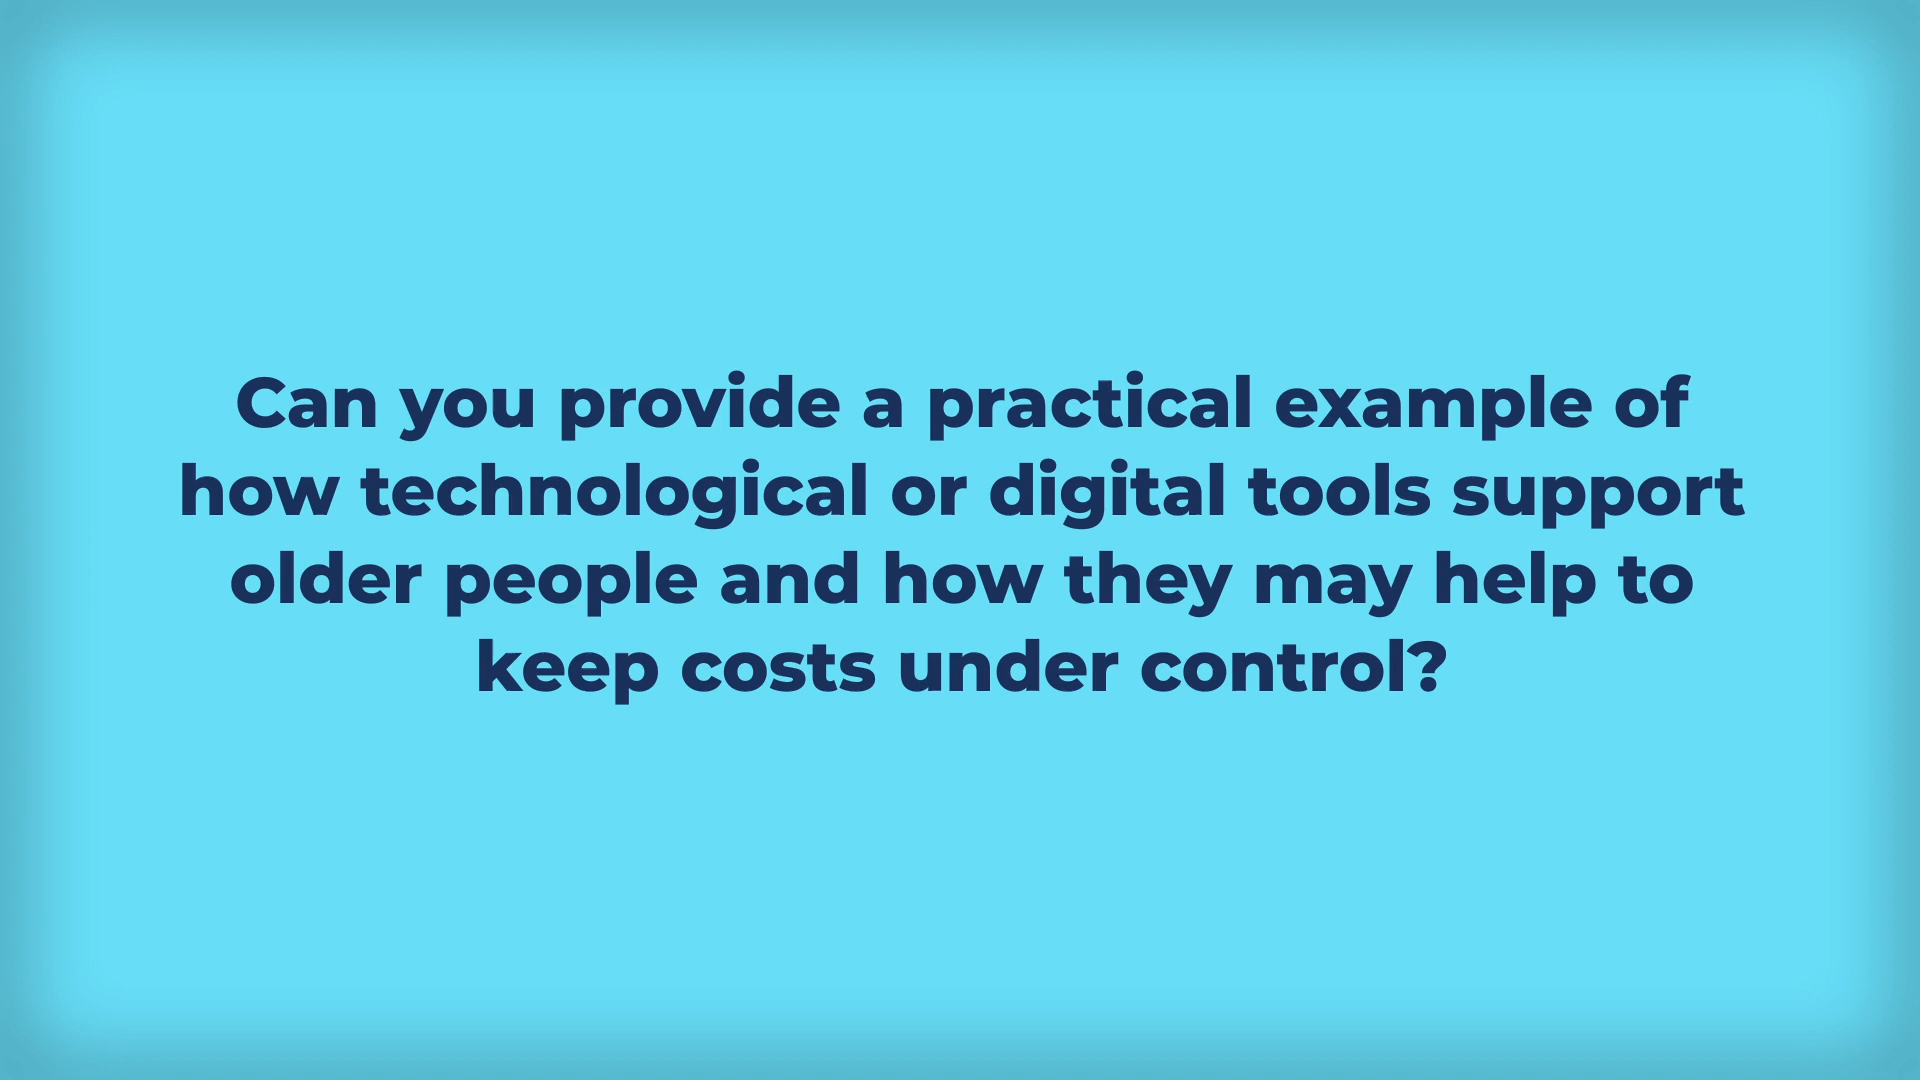 Can you provide a practical example of
how technological or digital tools support
older people and how they may help to
keep costs under control?